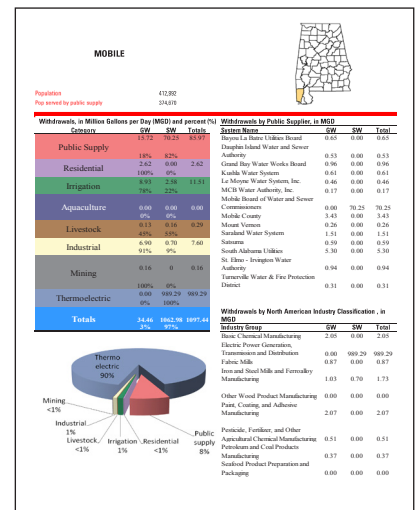 MOBILE
Population 412,992
Pop served by public supply 374,670
Withdrawals, in Million Gallons per Day (MGD) and percent (%)
Category GW SW Totals
Public Supply 15.72 70.25 85.97
18% 82%
Residential 2.62 0.00 2.62
100% 0%
Irrigation 8.93 2.58 11.51
78% 22%
Aquaculture 0.00 0.00 0.00
0% 0%
Livestock 0.13 0.16 0.29
45% 55%
Industrial 6.90 0.70 7.60
91% 9%
Mining 0.16 0 0.16
100% 0%
Thermoelectric 0.00 989.29 989.29
0% 100%
Totals 34.46 1062.98 1097.44
3% 97%
Thermo
electric
90%
Mining
<1%
Industrial
1%
Livestock
<1%
Irrigation
1%
Residential
<1%
Public
supply
8%
Withdrawals by Public Supplier, in MGD
System Name GW SW Total
Bayou La Batre Utilities Board 0.65 0.00 0.65
Dauphin Island Water and Sewer
Authority 0.53 0.00 0.53
Grand Bay Water Works Board 0.96 0.00 0.96
Kushla Water System 0.61 0.00 0.61
Le Moyne Water System, Inc. 0.46 0.00 0.46
MCB Water Authority, Inc. 0.17 0.00 0.17
Mobile Board of Water and Sewer
Commissioners 0.00 70.25 70.25
Mobile County 3.43 0.00 3.43
Mount Vernon 0.26 0.00 0.26
Saraland Water System 1.51 0.00 1.51
Satsuma 0.59 0.00 0.59
South Alabama Utilities 5.30 0.00 5.30
St. Elmo - Irvington Water
Authority 0.94 0.00 0.94
Turnerville Water & Fire Protection
District 0.31 0.00 0.31
Withdrawals by North American Industry Classification , in
MGD
Industry Group GW SW Total
Basic Chemical Manufacturing 2.05 0.00 2.05
Electric Power Generation,
Transmission and Distribution 0.00 989.29 989.29
Fabric Mills 0.87 0.00 0.87
Iron and Steel Mills and Ferroalloy
Manufacturing 1.03 0.70 1.73
Other Wood Product Manufacturing 0.00 0.00 0.00
Paint, Coating, and Adhesive
Manufacturing 2.07 0.00 2.07
Pesticide, Fertilizer, and Other
Agricultural Chemical Manufacturing 0.51 0.00 0.51
Petroleum and Coal Products
Manufacturing 0.37 0.00 0.37
Seafood Product Preparation and
Packaging 0.00 0.00 0.00